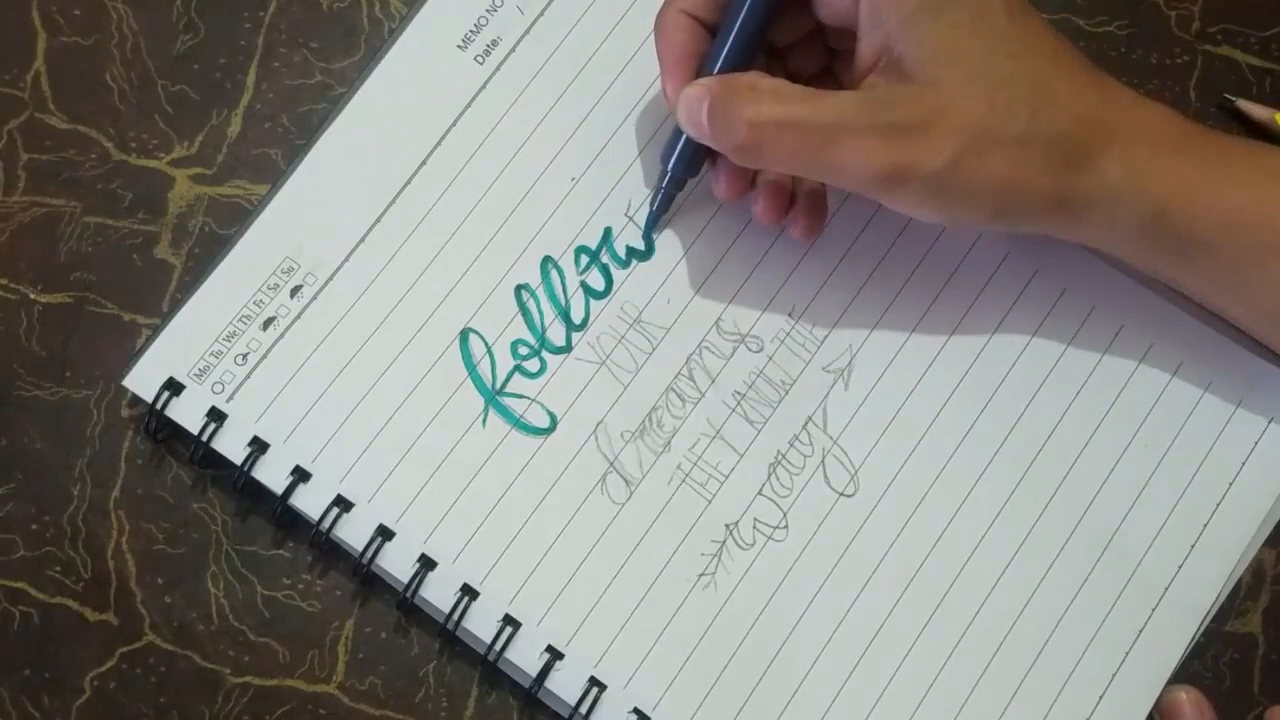 MEMO NO
Date: /
Mo Tu We Th Fr Sa Su
follow
YOUR
dreams
THEY KNOW THE
way